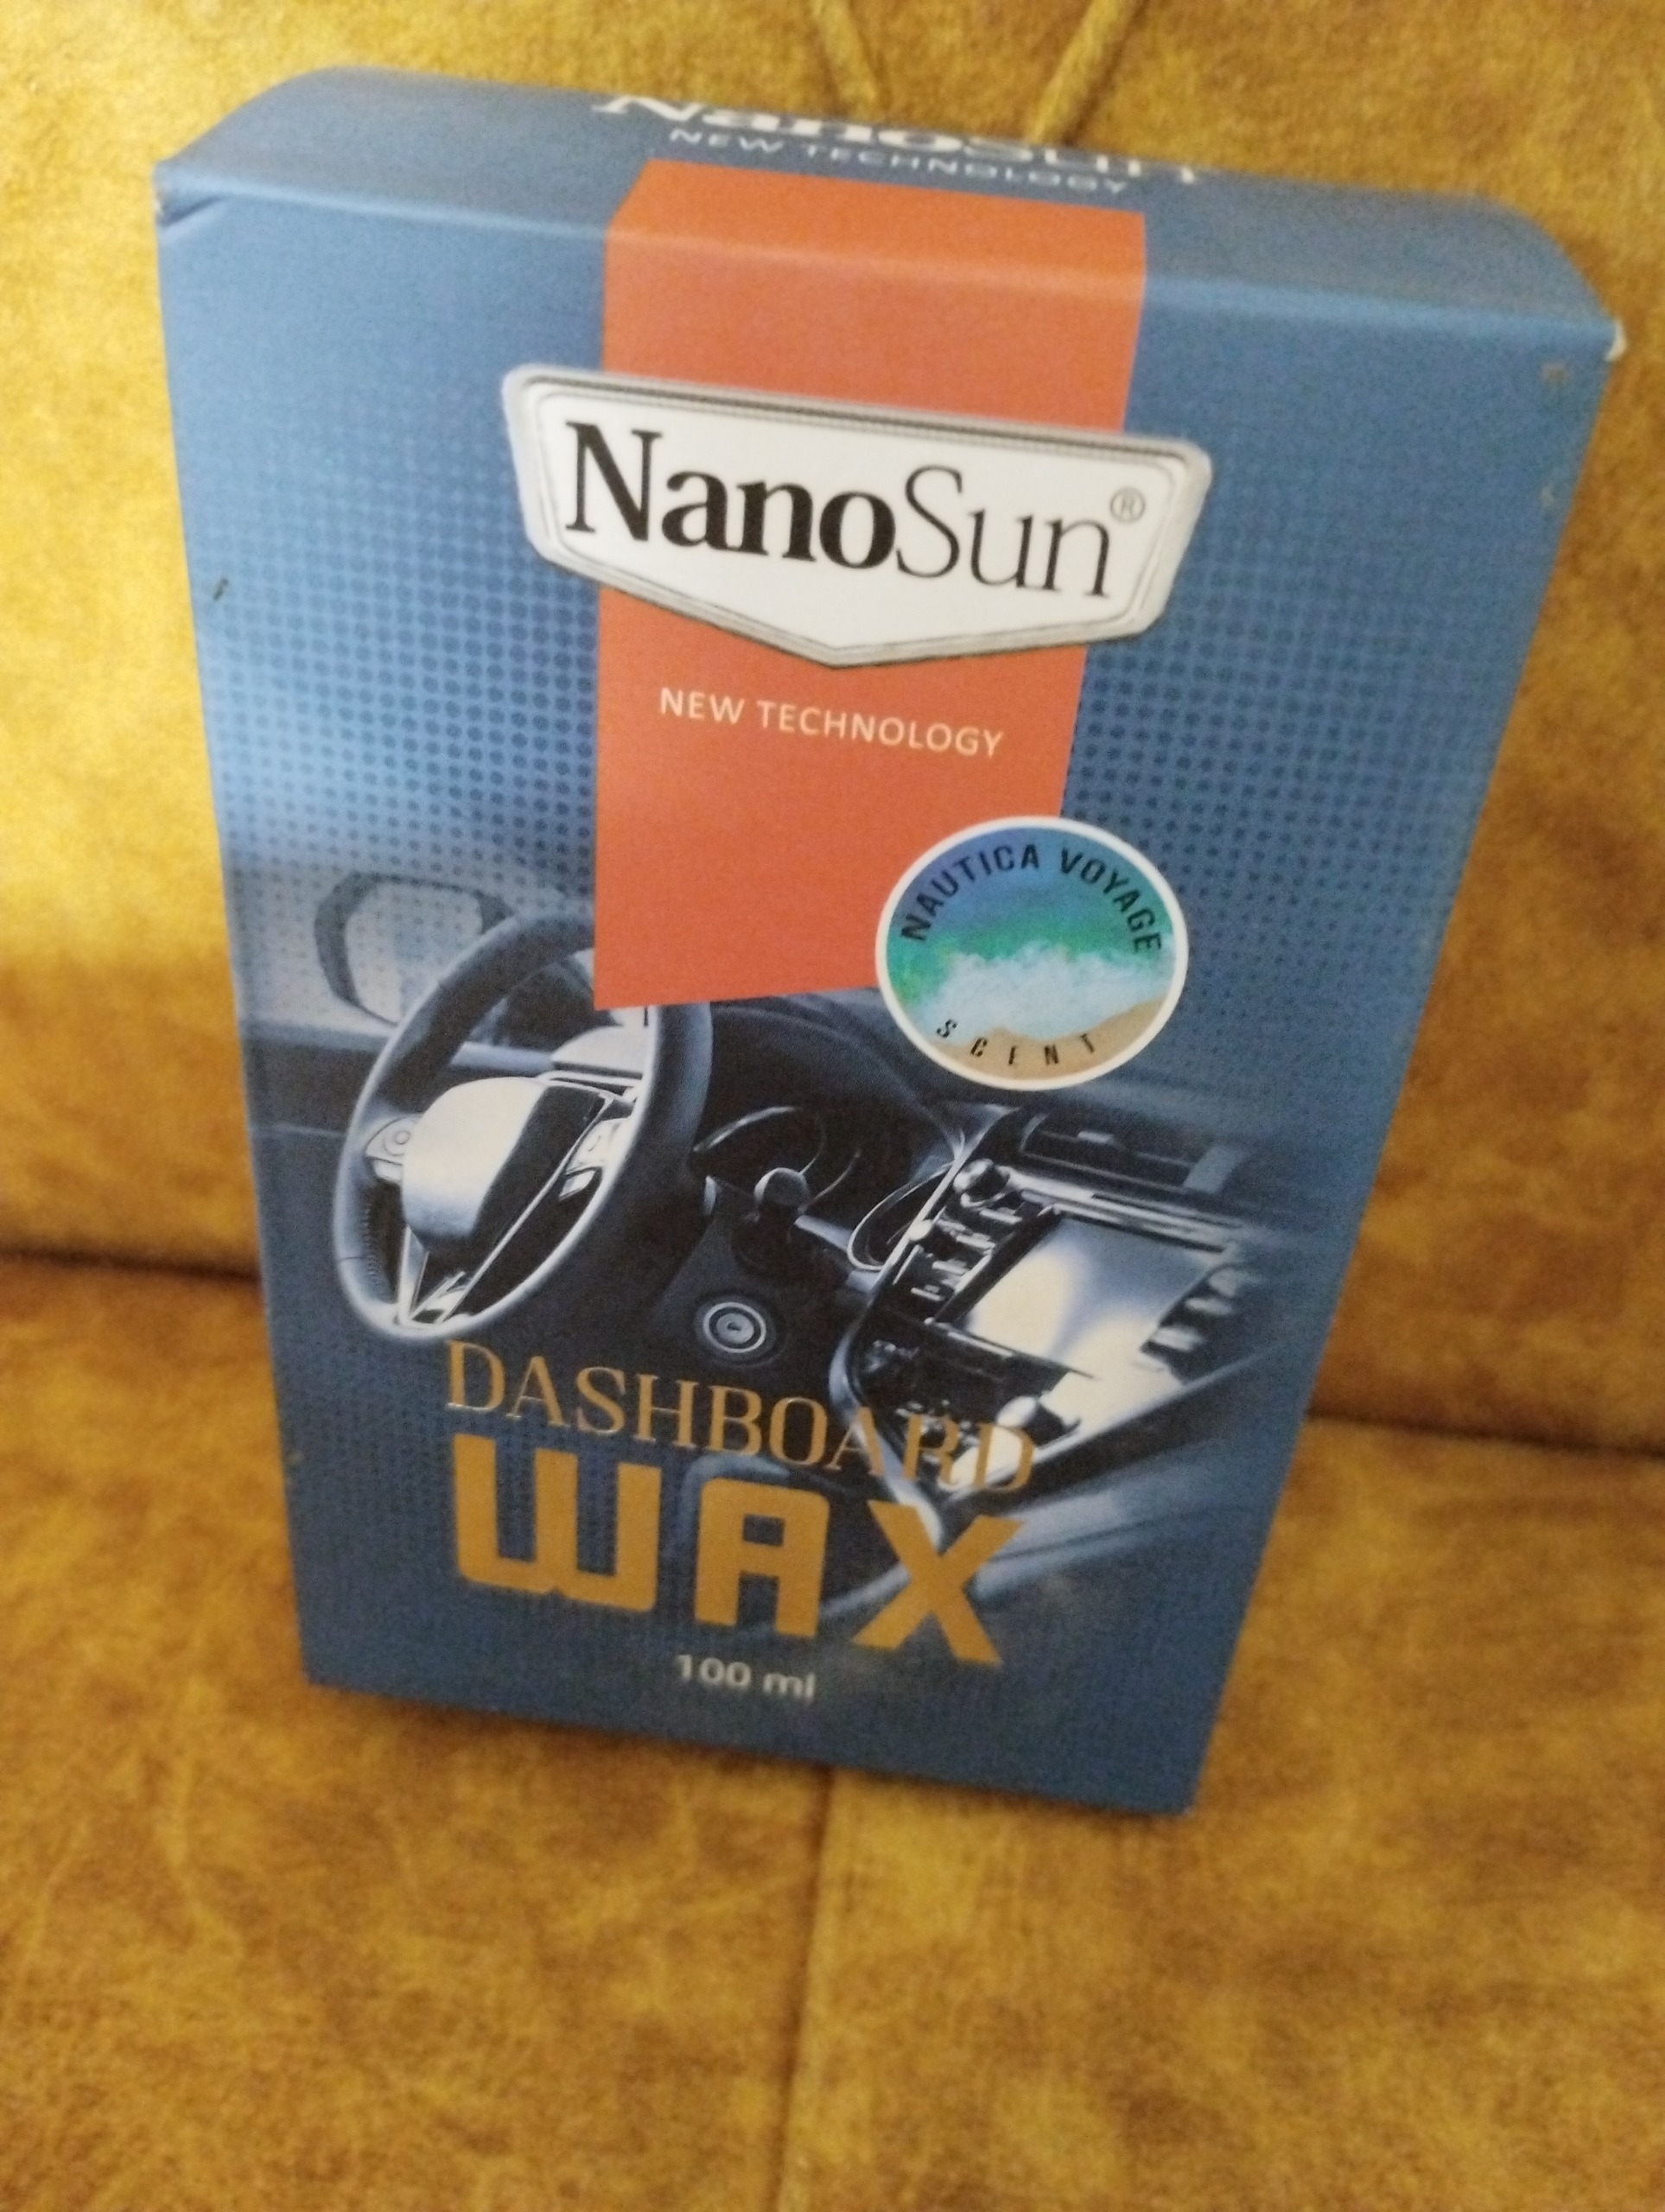 NanoSun
NEW TECHNOLOGY
NanoSun®
NEW TECHNOLOGY
NAUTICA VOYAGE
SCENT
DASHBOARD
WAX
100 ml